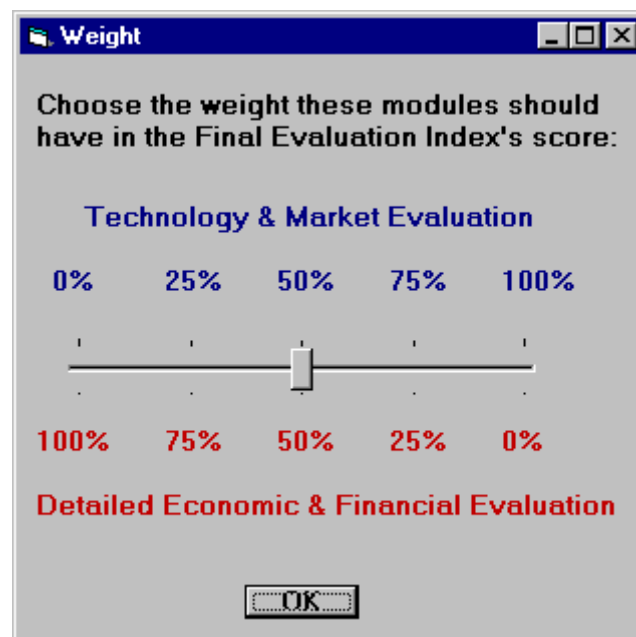 Weight
Choose the weight these modules should
have in the Final Evaluation Index's score:
Technology & Market Evaluation
0% 25% 50% 75% 100%
100% 75% 50% 25% 0%
Detailed Economic & Financial Evaluation
OK